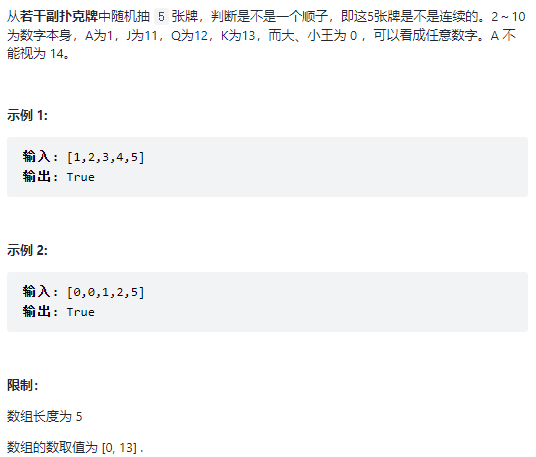 从若干副扑克牌中随机抽 5 张牌，判断是不是一个顺子，即这5张牌是不是连续的。2～10
为数字本身，A为1，J为11，Q为12，K为13，而大、小王为 0 ，可以看成任意数字。A 不
能视为 14。
示例 1:
输入: [1,2,3,4,5]
输出: True
示例 2:
输入: [0,0,1,2,5]
输出: True
限制：
数组长度为 5
数组的数取值为 [0, 13] .